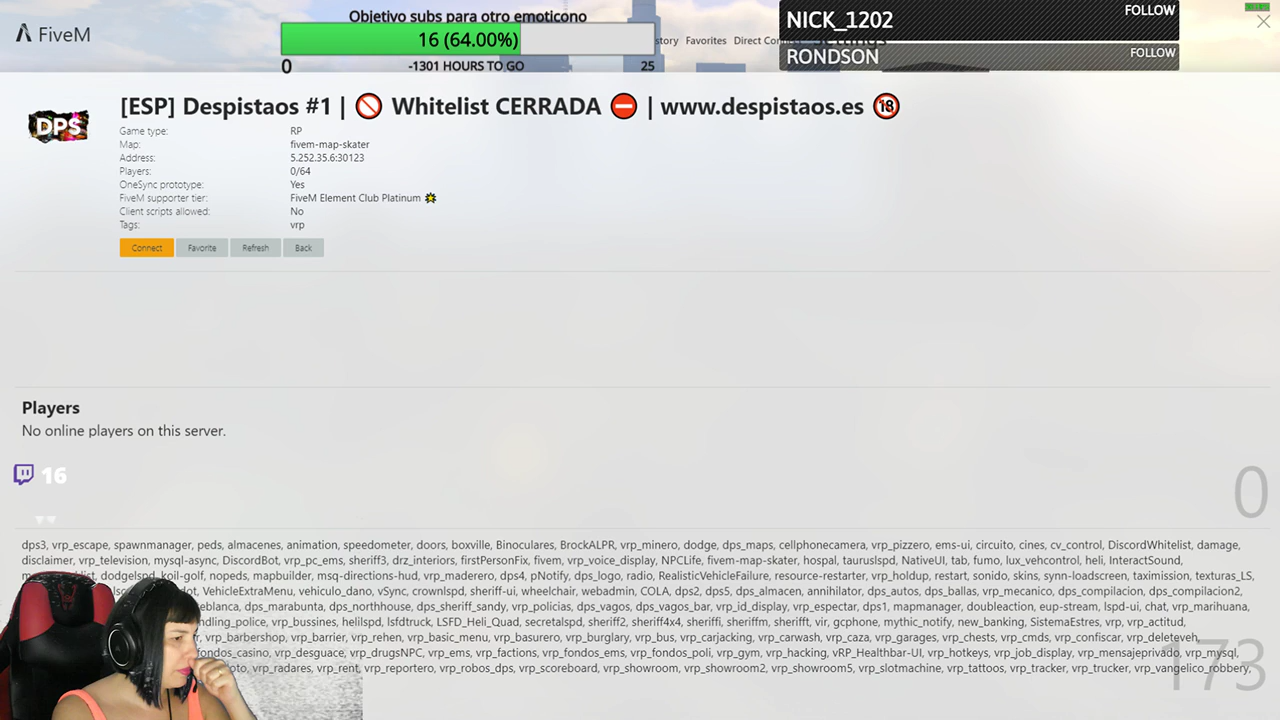 FiveM
Objetivo subs para otro emoticono
16 (64.00%)
0
-1301 HOURS TO GO
25
story Favorites Direct
NICK_1202
FOLLOW
RONDSON
FOLLOW
DPS
[ESP] Despistaos #1 | 🚫 Whitelist CERRADA ⛔ | www.despistaos.es 🔞
Game type: RP
Map: fivem-map-skater
Address: 5.252.35.6:30123
Players: 0/64
OneSync prototype: Yes
FiveM supporter tier: FiveM Element Club Platinum
Client scripts allowed: No
Tags: vrp
Connect Favorite Refresh Back
Players
No online players on this server.
16
0
dps3, vrp_escape, spawnmanager, peds, almacenes, animation, speedometer, doors, boxville, Binoculares, BrockALPR, vrp_minero, dodge, dps_maps, cellphonecamera, vrp_pizzero, ems-ui, circuito, cines, cv_control, DiscordWhitelist, damage,
disclaimer, vrp_television, mysql-async, DiscordBot, vrp_pc_ems, sheriff3, drz_interiors, firstPersonFix, fivem, vrp_voice_display, NPCLife, fivem-map-skater, hospal, tauruslspd, NativeUI, tab, fumo, lux_vehcontrol, heli, InteractSound,
dodgelspd, koil-golf, nopeds, mapbuilder, msq-directions-hud, vrp_maderero, dps4, pNotify, dps_logo, radio, RealisticVehicleFailure, resource-restarter, vrp_holdup, restart, sonido, skins, synn-loadscreen, taximission, texturas_LS,
VehicleExtraMenu, vehiculo_dano, vSync, crownlspd, sheriff-ui, wheelchair, webadmin, COLA, dps2, dps5, dps_almacen, annihilator, dps_autos, dps_ballas, vrp_mecanico, dps_compilacion, dps_compilacion2,
eblanca, dps_marabunta, dps_northhouse, dps_sheriff_sandy, vrp_policias, dps_vagos, dps_vagos_bar, vrp_id_display, vrp_espectar, dps1, mapmanager, doubleaction, eup-stream, lspd-ui, chat, vrp_marihuana,
ndling_police, vrp_bussines, helilspd, lsfdtruck, LSFD_Heli_Quad, secretalspd, sheriff2, sheriff4x4, sheriffi, sheriffm, sherifft, vir, gcphone, mythic_notify, new_banking, SistemaEstres, vrp, vrp_actitud,
vrp_barbershop, vrp_barrier, vrp_rehen, vrp_basic_menu, vrp_basurero, vrp_burglary, vrp_bus, vrp_carjacking, vrp_carwash, vrp_caza, vrp_garages, vrp_chests, vrp_cmds, vrp_confiscar, vrp_deleteveh,
fondos_casino, vrp_desguace, vrp_drugsNPC, vrp_ems, vrp_factions, vrp_fondos_ems, vrp_fondos_poli, vrp_gym, vrp_hacking, vRP_Healthbar-UI, vrp_hotkeys, vrp_job_display, vrp_mensajeprivado, vrp_mysql,
oto, vrp_radares, vrp_rent, vrp_reportero, vrp_robos_dps, vrp_scoreboard, vrp_showroom, vrp_showroom2, vrp_showroom5, vrp_slotmachine, vrp_tattoos, vrp_tracker, vrp_trucker, vrp_vangelico_robbery,
173